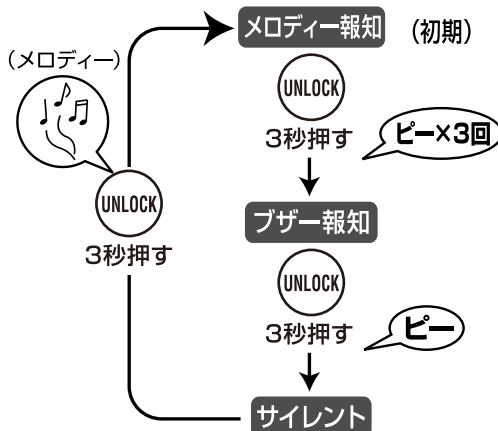 メロディー報知 (初期)
(メロディー)
UNLOCK
3秒押す
ピー×3回
UNLOCK
3秒押す
ブザー報知
UNLOCK
3秒押す
ピー
サイレント